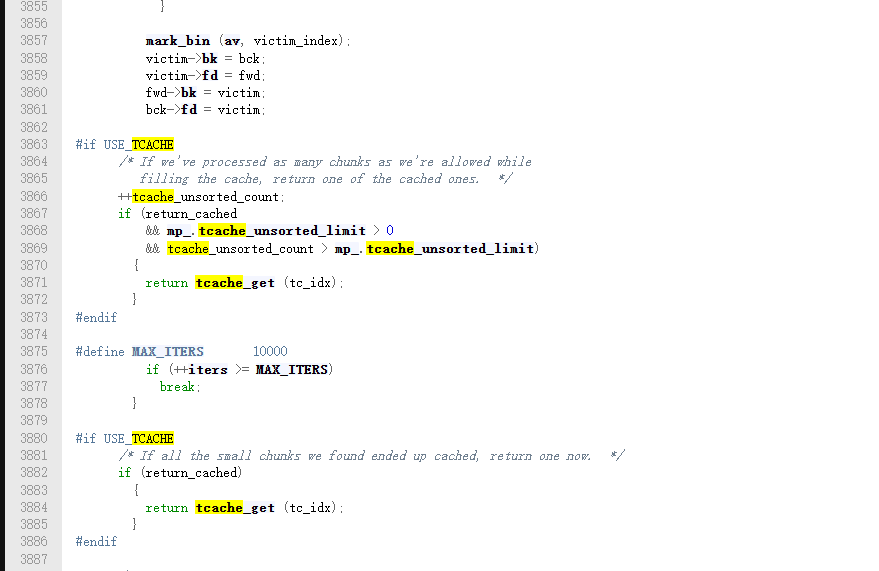 3855 }
3856
3857 mark_bin (av, victim_index);
3858 victim->bk = bck;
3859 victim->fd = fwd;
3860 fwd->bk = victim;
3861 bck->fd = victim;
3862
3863 #if USE_TCACHE
3864 /* If we've processed as many chunks as we're allowed while
3865 filling the cache, return one of the cached ones.  */
3866 ++tcache_unsorted_count;
3867 if (return_cached
3868 && mp_.tcache_unsorted_limit > 0
3869 && tcache_unsorted_count > mp_.tcache_unsorted_limit)
3870 {
3871 return tcache_get (tc_idx);
3872 }
3873 #endif
3874
3875 #define MAX_ITERS       10000
3876 if (++iters >= MAX_ITERS)
3877 break;
3878 }
3879
3880 #if USE_TCACHE
3881 /* If all the small chunks we found ended up cached, return one now.  */
3882 if (return_cached)
3883 {
3884 return tcache_get (tc_idx);
3885 }
3886 #endif
3887